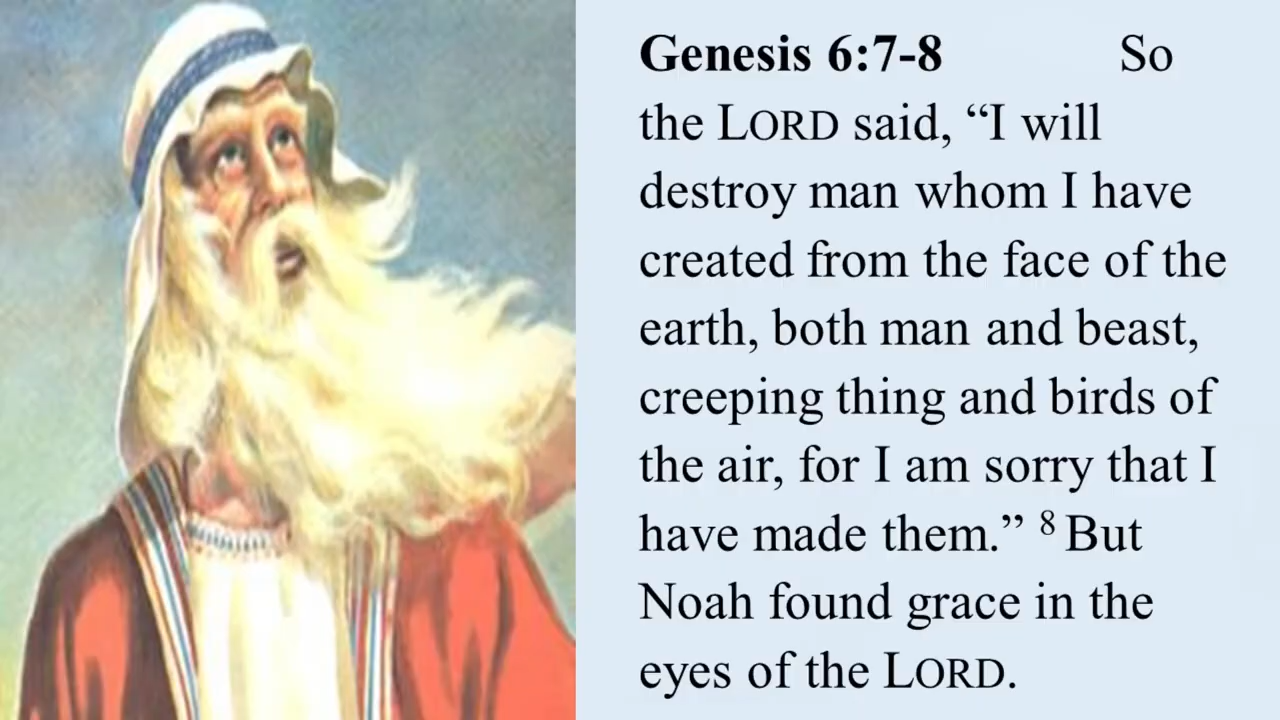 Genesis 6:7-8 So
the LORD said, “I will
destroy man whom I have
created from the face of the
earth, both man and beast,
creeping thing and birds of
the air, for I am sorry that I
have made them.” ⁸ But
Noah found grace in the
eyes of the LORD.